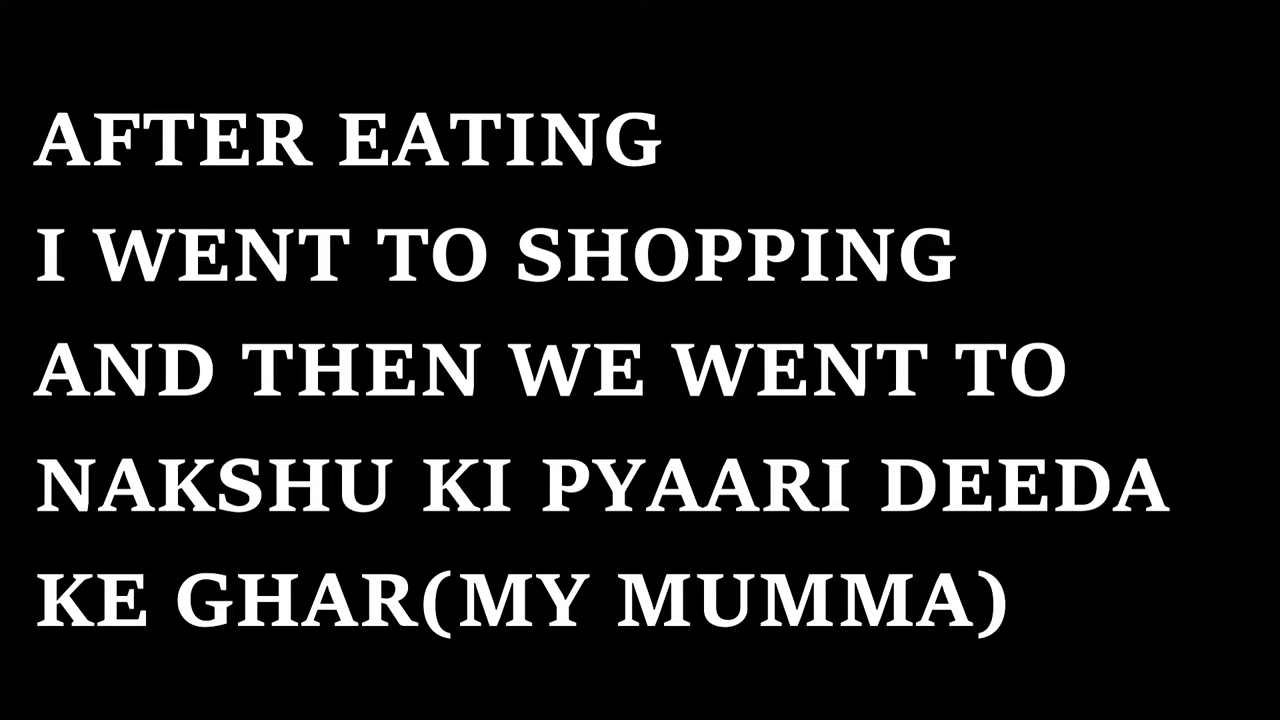 AFTER EATING
I WENT TO SHOPPING
AND THEN WE WENT TO
NAKSHU KI PYAARI DEEDA
KE GHAR(MY MUMMA)